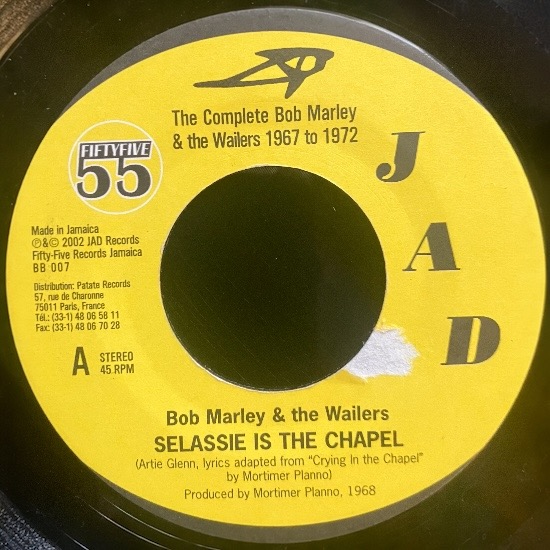 The Complete Bob Marley
& the Wailers 1967 to 1972
FIFTYFIVE
55
J
A
D
Made in Jamaica
℗&© 2002 JAD Records
Fifty-Five Records Jamaica
BB 007
Distribution: Patate Records
57, rue de Charonne
75011 Paris, France
Tél.: (33-1) 48 06 58 11
Fax: (33-1) 48 06 70 28
A
STEREO
45 RPM
Bob Marley & the Wailers
SELASSIE IS THE CHAPEL
(Artie Glenn, lyrics adapted from "Crying In the Chapel"
by Mortimer Planno)
Produced by Mortimer Planno, 1968